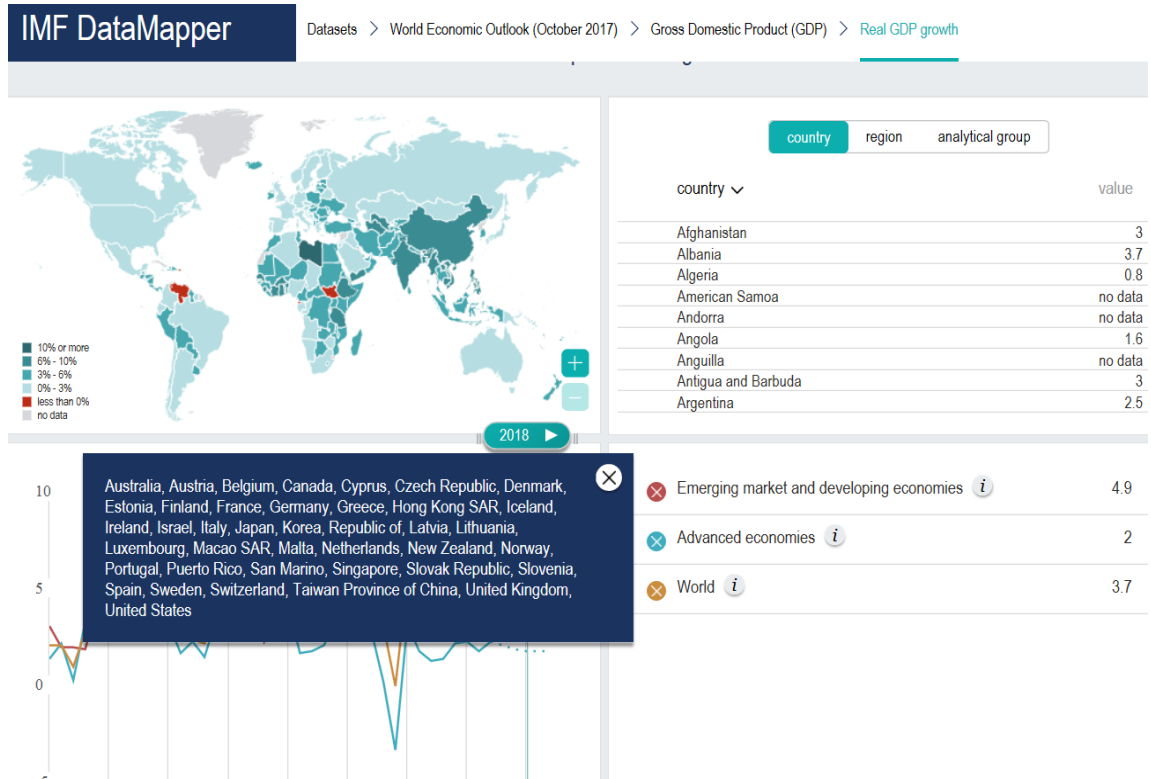 IMF DataMapper
Datasets > World Economic Outlook (October 2017) > Gross Domestic Product (GDP) > Real GDP growth
10% or more
6% - 10%
3% - 6%
0% - 3%
less than 0%
no data
+
−
2018
country region analytical group
country value
Afghanistan 3
Albania 3.7
Algeria 0.8
American Samoa no data
Andorra no data
Angola 1.6
Anguilla no data
Antigua and Barbuda 3
Argentina 2.5
10
5
0
Australia, Austria, Belgium, Canada, Cyprus, Czech Republic, Denmark,
Estonia, Finland, France, Germany, Greece, Hong Kong SAR, Iceland,
Ireland, Israel, Italy, Japan, Korea, Republic of, Latvia, Lithuania,
Luxembourg, Macao SAR, Malta, Netherlands, New Zealand, Norway,
Portugal, Puerto Rico, San Marino, Singapore, Slovak Republic, Slovenia,
Spain, Sweden, Switzerland, Taiwan Province of China, United Kingdom,
United States
Emerging market and developing economies i 4.9
Advanced economies i 2
World i 3.7